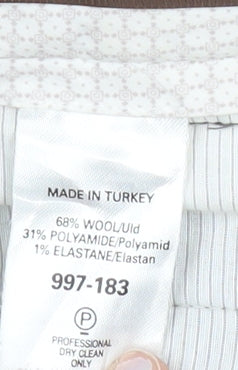 MADE IN TURKEY
68% WOOL/Uld
31% POLYAMIDE/Polyamid
1% ELASTANE/Elastan
997-183
P
PROFESSIONAL
DRY CLEAN
ONLY